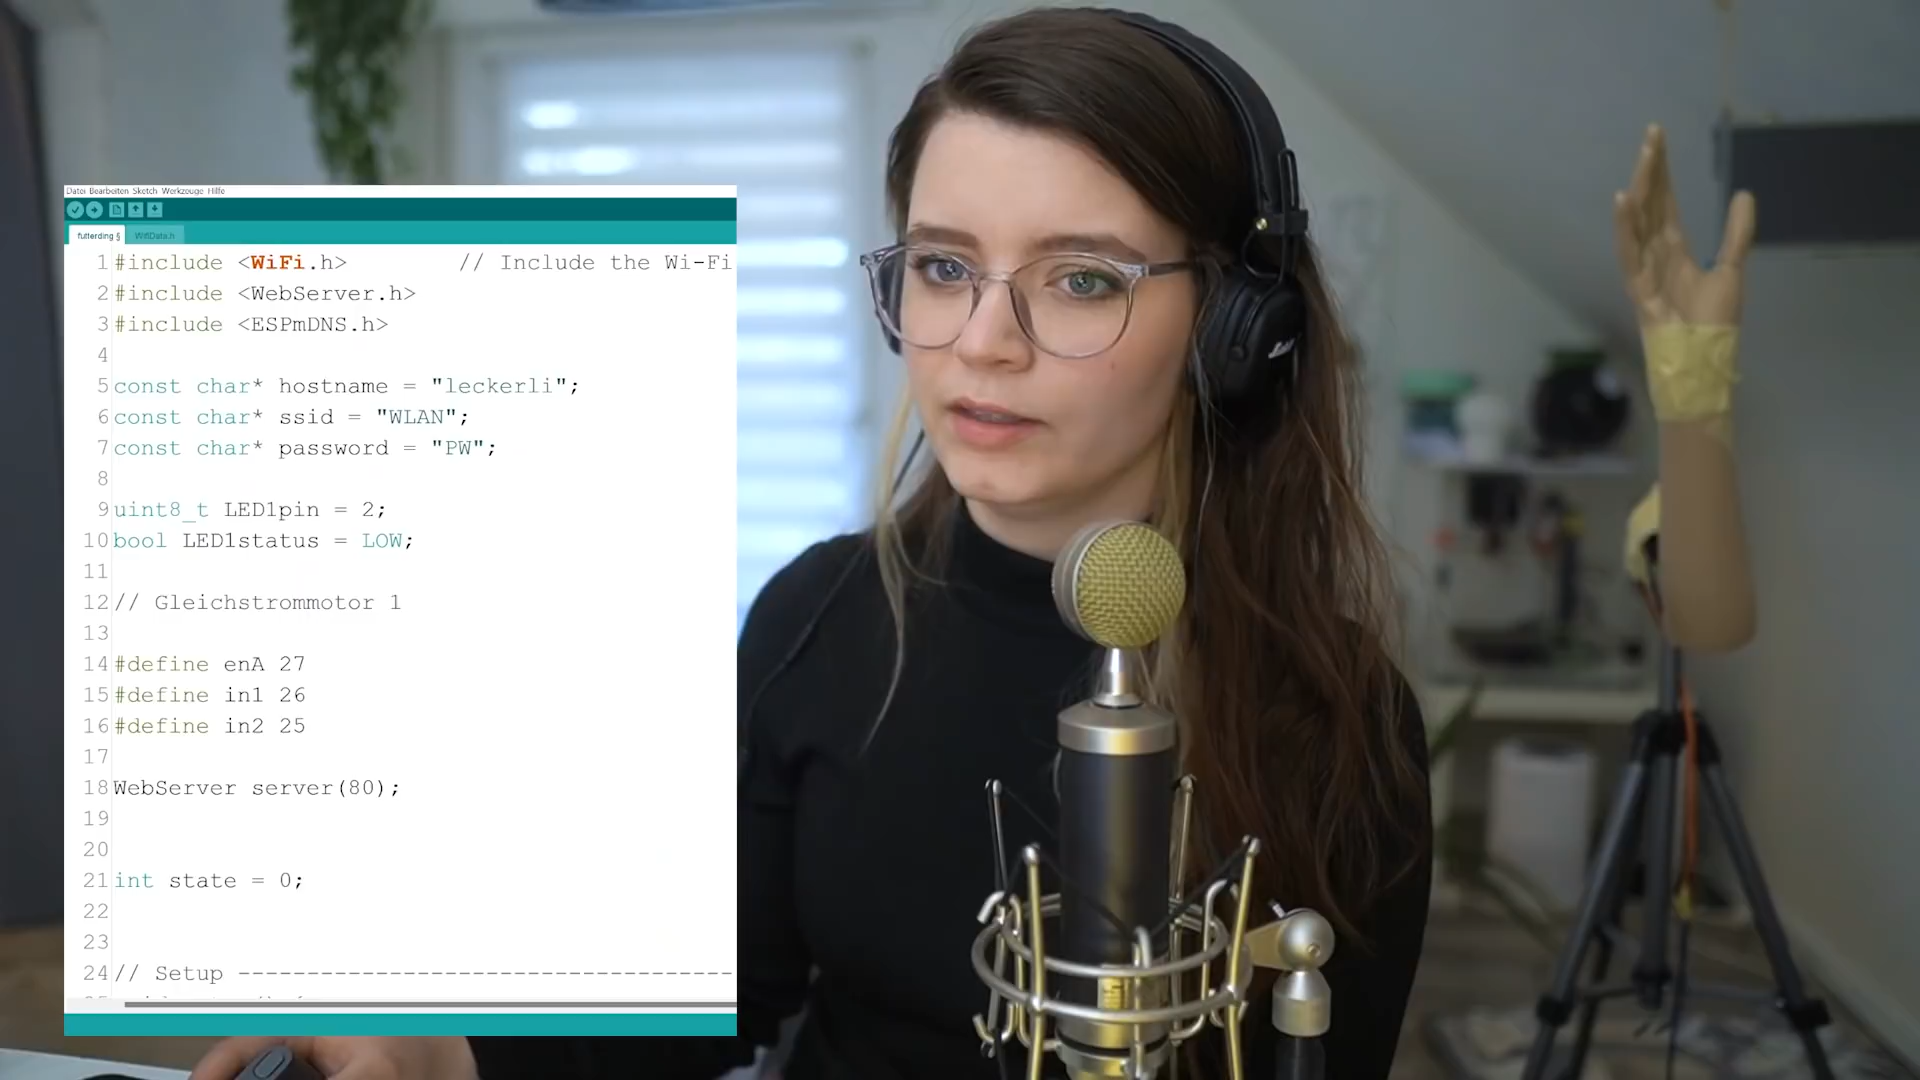 Datei Bearbeiten Sketch Werkzeuge Hilfe
futterding § WifiData.h
1 #include <WiFi.h> // Include the Wi-Fi
2 #include <WebServer.h>
3 #include <ESPmDNS.h>
4
5 const char* hostname = "leckerli";
6 const char* ssid = "WLAN";
7 const char* password = "PW";
8
9 uint8_t LED1pin = 2;
10 bool LED1status = LOW;
11
12 // Gleichstrommotor 1
13
14 #define enA 27
15 #define in1 26
16 #define in2 25
17
18 WebServer server(80);
19
20
21 int state = 0;
22
23
24 // Setup ------------------------------------